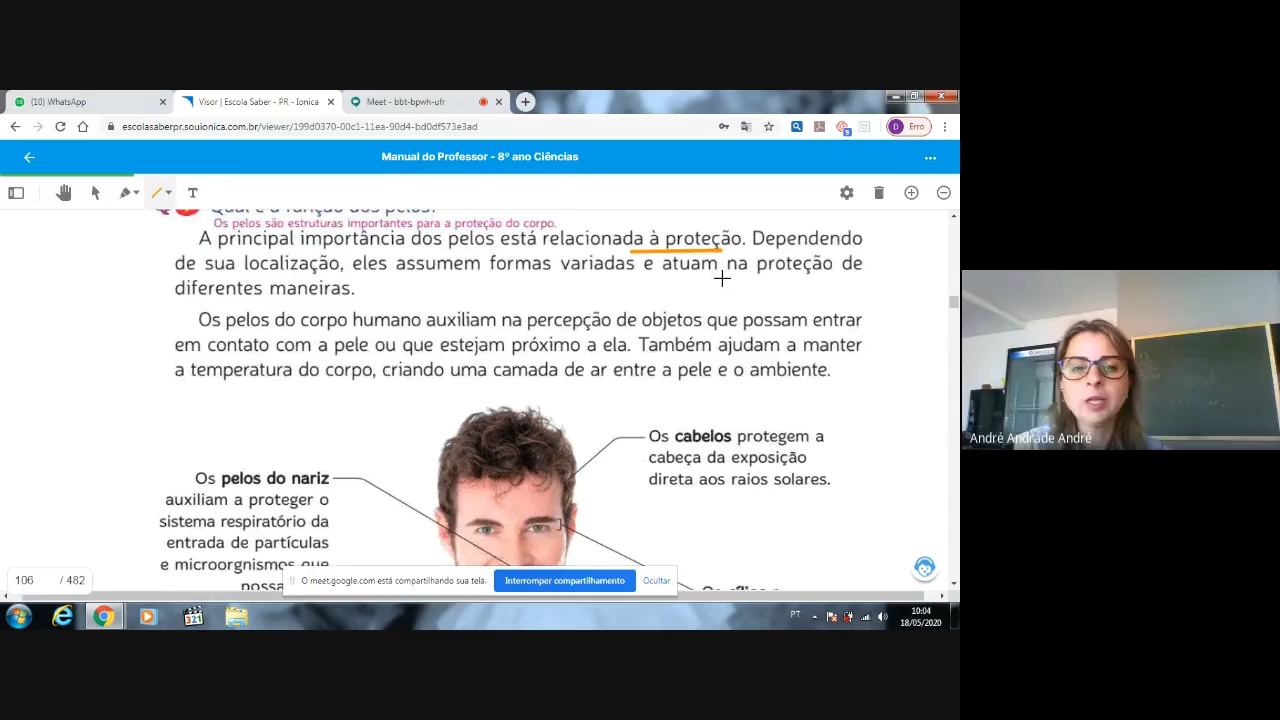 (10) WhatsApp
Visor | Escola Saber - PR - Ionica
Meet - bbt-bpwh-ufr
escolasaberpr.souionica.com.br/viewer/199d0370-00c1-11ea-90d4-bd0df573e3ad
D Erro
Manual do Professor - 8º ano Ciências
T
Qual é a função dos pelos?
Os pelos são estruturas importantes para a proteção do corpo.
A principal importância dos pelos está relacionada à proteção. Dependendo
de sua localização, eles assumem formas variadas e atuam na proteção de
diferentes maneiras.
Os pelos do corpo humano auxiliam na percepção de objetos que possam entrar
em contato com a pele ou que estejam próximo a ela. Também ajudam a manter
a temperatura do corpo, criando uma camada de ar entre a pele e o ambiente.
Os cabelos protegem a
cabeça da exposição
direta aos raios solares.
Os pelos do nariz
auxiliam a proteger o
sistema respiratório da
entrada de partículas
e microorgnismos que
André Andrade André
106 / 482
O meet.google.com está compartilhando sua tela.
Interromper compartilhamento
Ocultar
321
PT
10:04
18/05/2020